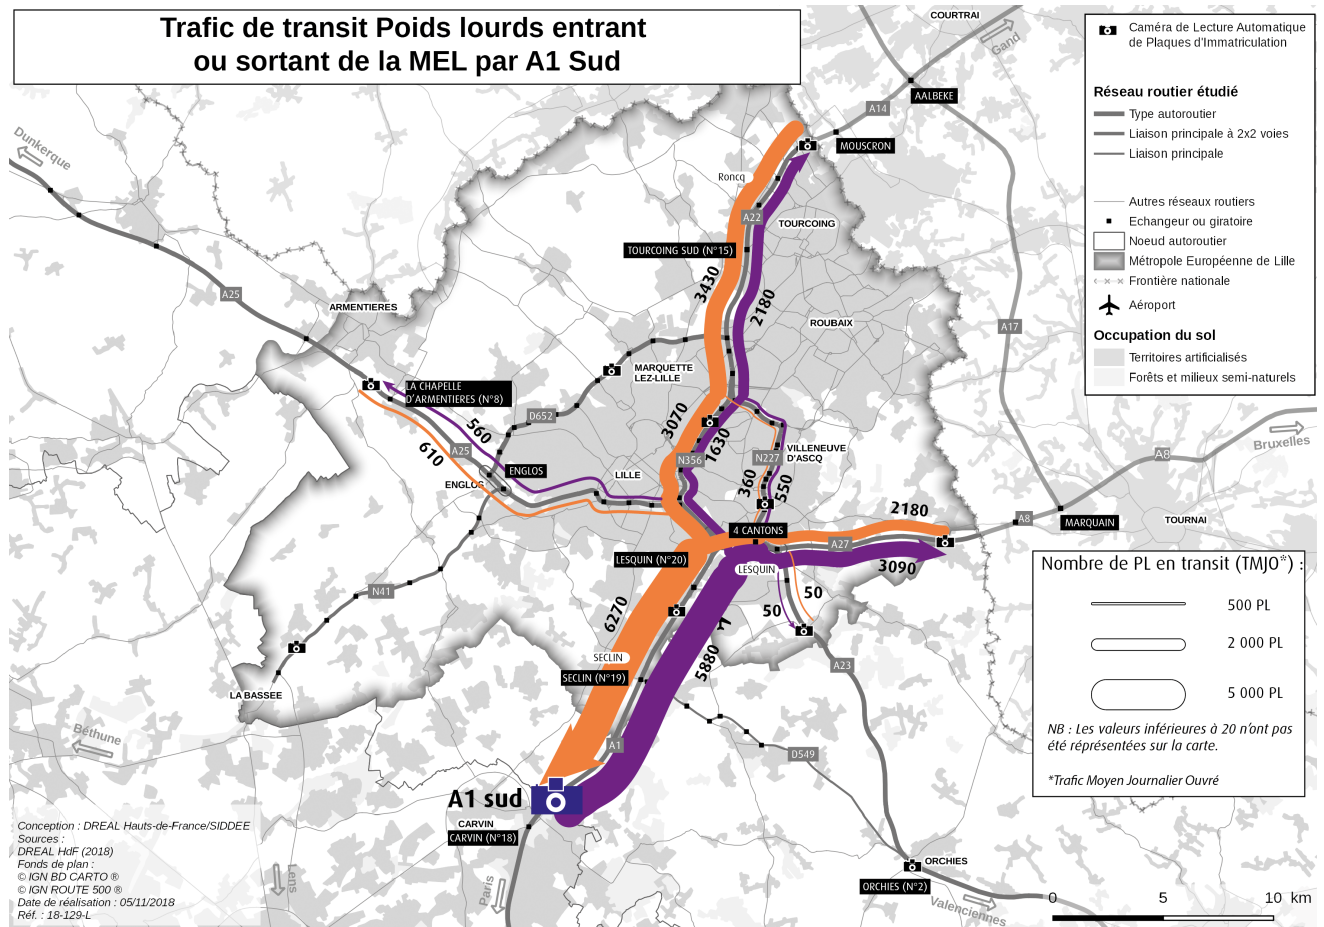 Trafic de transit Poids lourds entrant
ou sortant de la MEL par A1 Sud
COURTRAI
Gand
Caméra de Lecture Automatique
de Plaques d'Immatriculation
Réseau routier étudié
Type autoroutier
Liaison principale à 2x2 voies
Liaison principale
Autres réseaux routiers
Echangeur ou giratoire
Noeud autoroutier
Métropole Européenne de Lille
Frontière nationale
Aéroport
Occupation du sol
Territoires artificialisés
Forêts et milieux semi-naturels
AALBEKE
A14
MOUSCRON
Dunkerque
Roncq
A22
TOURCOING
TOURCOING SUD (N°15)
3430
2180
A25
ARMENTIERES
ROUBAIX
A17
MARQUETTE
LEZ-LILLE
LA CHAPELLE
D'ARMENTIERES (N°8)
D652
560
610
A25
3070
1630
VILLENEUVE
D'ASCQ
N356
N227
360
550
ENGLOS
ENGLOS
LILLE
Bruxelles
A8
A8
MARQUAIN
TOURNAI
2180
4 CANTONS
A27
3090
LESQUIN (N°20)
LESQUIN
50
50
N41
6270
5880
SECLIN
SECLIN (N°19)
A23
LA BASSEE
Béthune
A1
D549
A1 sud
CARVIN
CARVIN (N°18)
Lens
Paris
ORCHIES
ORCHIES (N°2)
Valenciennes
Nombre de PL en transit (TMJO*) :
500 PL
2 000 PL
5 000 PL
NB : Les valeurs inférieures à 20 n'ont pas
été réprésentées sur la carte.
*Trafic Moyen Journalier Ouvré
Conception : DREAL Hauts-de-France/SIDDEE
Sources :
DREAL HdF (2018)
Fonds de plan :
© IGN BD CARTO ®
© IGN ROUTE 500 ®
Date de réalisation : 05/11/2018
Réf. : 18-129-L
0 5 10 km